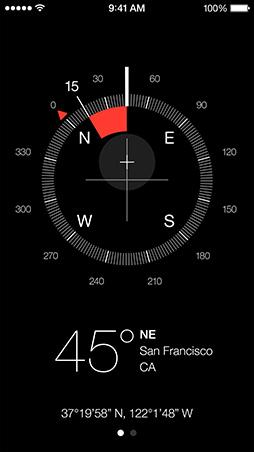 9:41 AM 100%
15 30 60
0 90
N E
330 120
300 150
W S
270 180
240 210
45° NE
San Francisco
CA
37°19’58” N, 122°1’48” W